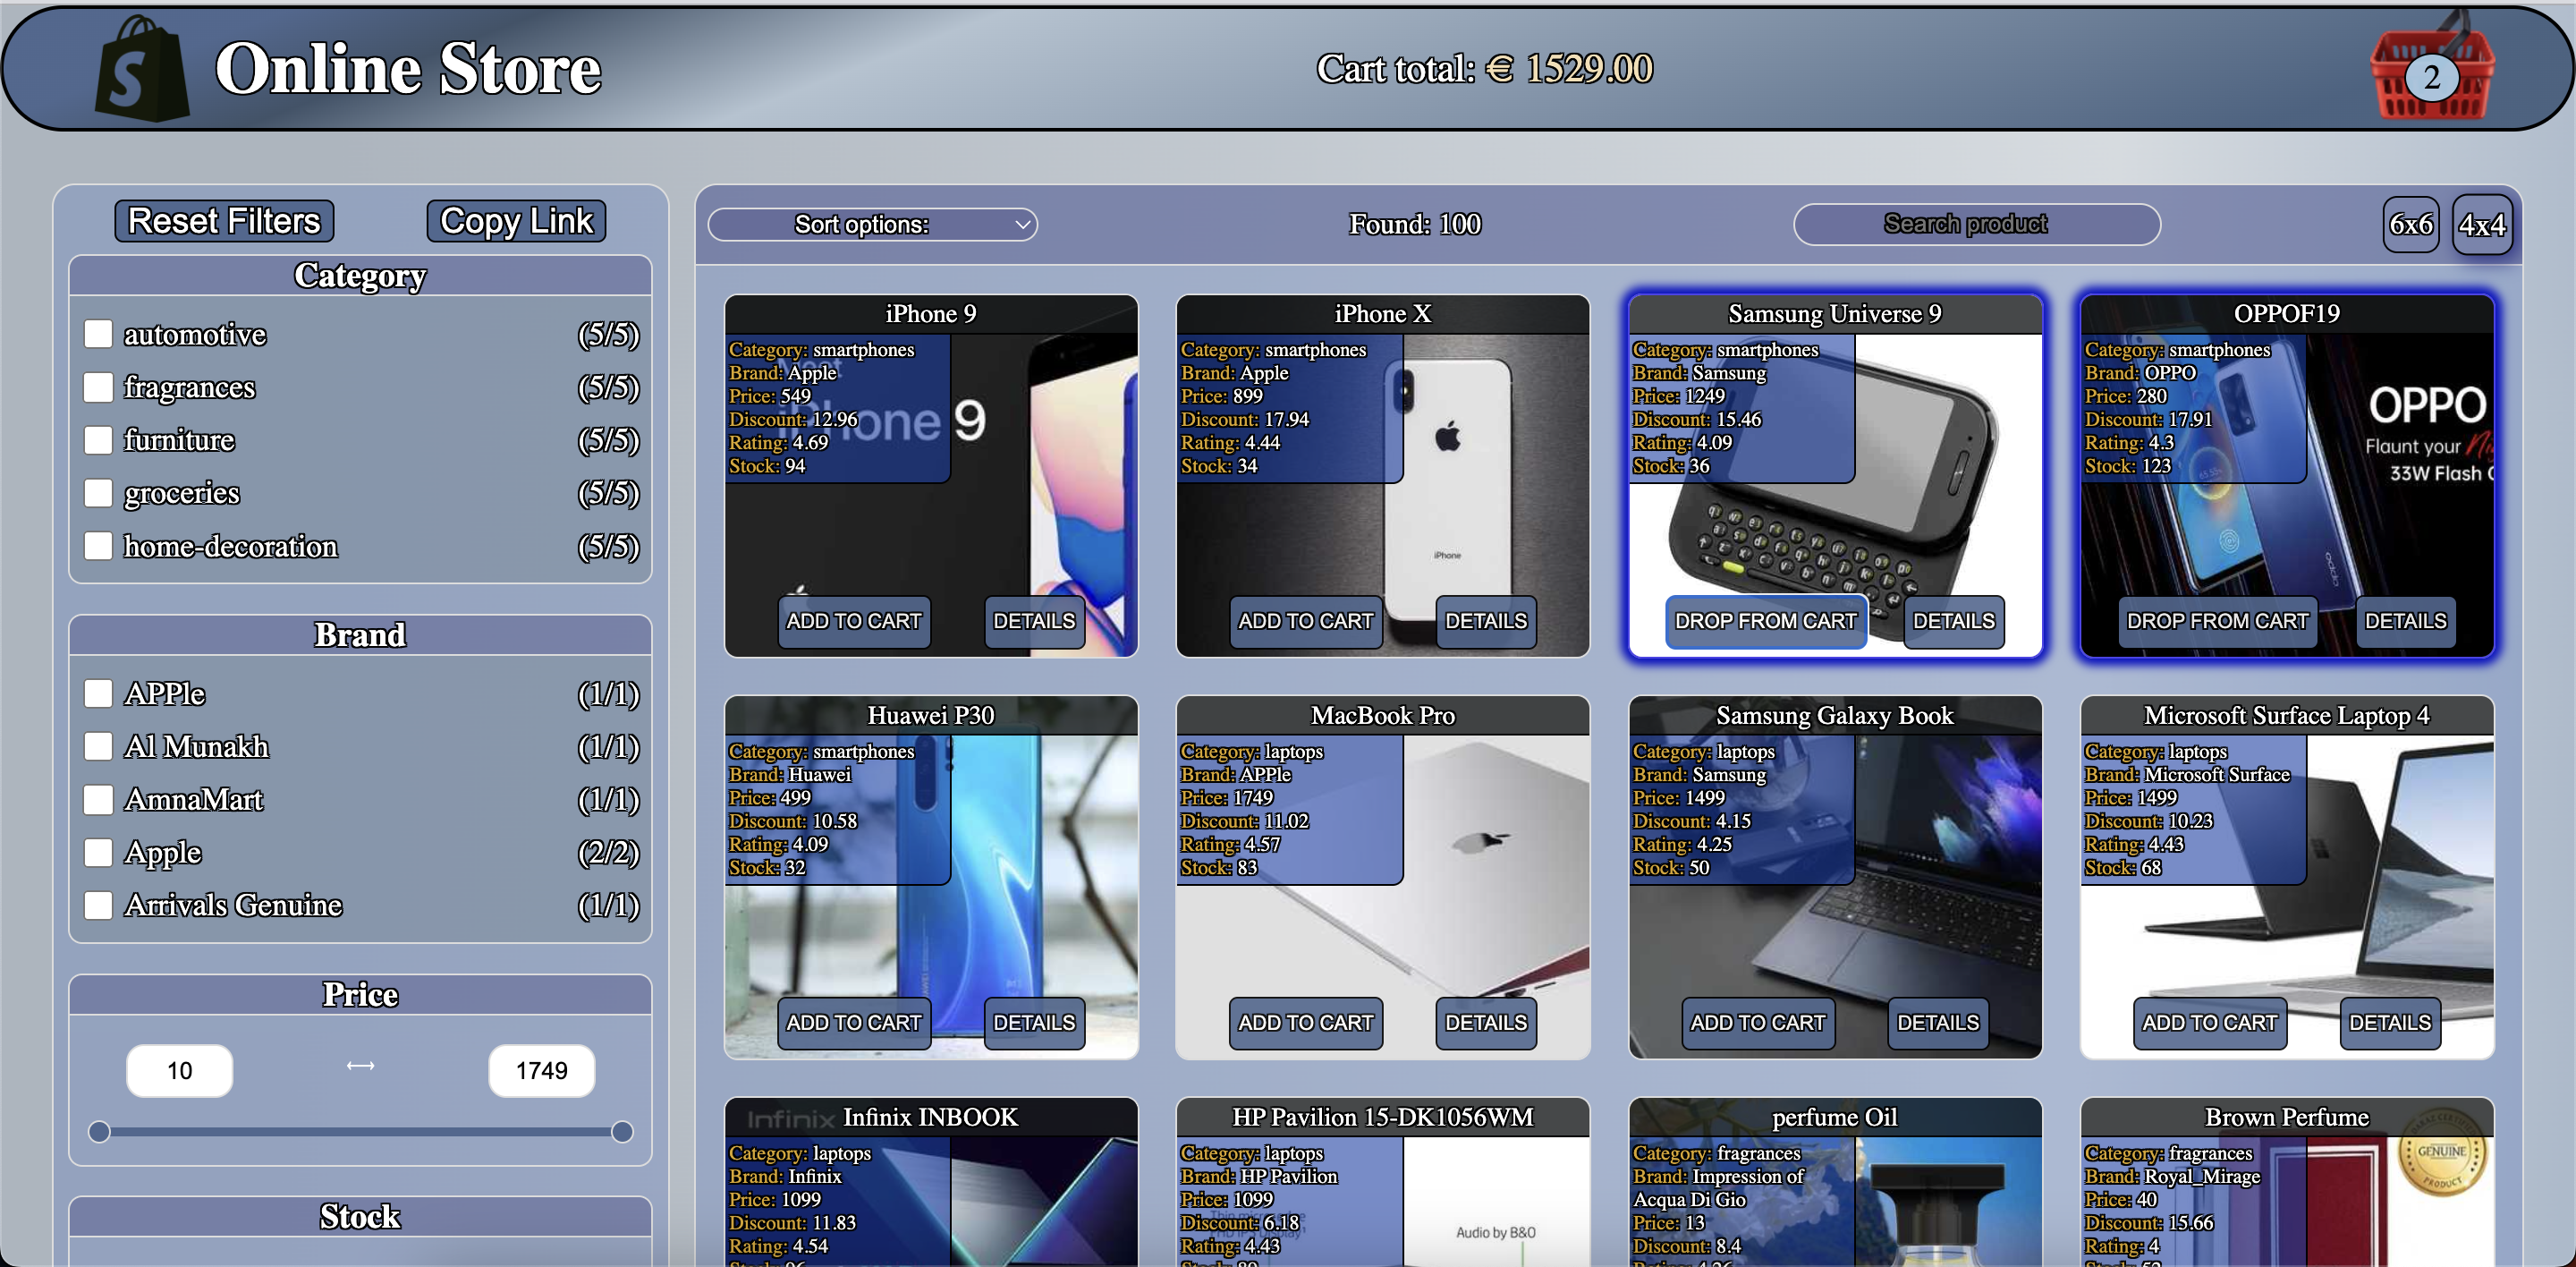 S
Online Store
Cart total: € 1529.00
2
Reset Filters
Copy Link
Category
automotive (5/5)
fragrances (5/5)
furniture (5/5)
groceries (5/5)
home-decoration (5/5)
Brand
APPle (1/1)
Al Munakh (1/1)
AmnaMart (1/1)
Apple (2/2)
Arrivals Genuine (1/1)
Price
10
1749
Stock
Sort options:
Found: 100
Search product
6x6
4x4
iPhone 9
Category: smartphones
Brand: Apple
Price: 549
Discount: 12.96
Rating: 4.69
Stock: 94
iPhone 9
ADD TO CART
DETAILS
iPhone X
Category: smartphones
Brand: Apple
Price: 899
Discount: 17.94
Rating: 4.44
Stock: 34
iPhone
ADD TO CART
DETAILS
Samsung Universe 9
Category: smartphones
Brand: Samsung
Price: 1249
Discount: 15.46
Rating: 4.09
Stock: 36
DROP FROM CART
DETAILS
OPPOF19
Category: smartphones
Brand: OPPO
Price: 280
Discount: 17.91
Rating: 4.3
Stock: 123
OPPO
Flaunt your
33W Flash
oppo
DROP FROM CART
DETAILS
Huawei P30
Category: smartphones
Brand: Huawei
Price: 499
Discount: 10.58
Rating: 4.09
Stock: 32
ADD TO CART
DETAILS
MacBook Pro
Category: laptops
Brand: APPle
Price: 1749
Discount: 11.02
Rating: 4.57
Stock: 83
ADD TO CART
DETAILS
Samsung Galaxy Book
Category: laptops
Brand: Samsung
Price: 1499
Discount: 4.15
Rating: 4.25
Stock: 50
ADD TO CART
DETAILS
Microsoft Surface Laptop 4
Category: laptops
Brand: Microsoft Surface
Price: 1499
Discount: 10.23
Rating: 4.43
Stock: 68
ADD TO CART
DETAILS
Infinix
Infinix INBOOK
Category: laptops
Brand: Infinix
Price: 1099
Discount: 11.83
Rating: 4.54
HP Pavilion 15-DK1056WM
Category: laptops
Brand: HP Pavilion
Price: 1099
Discount: 6.18
Rating: 4.43
Audio by B&O
perfume Oil
Category: fragrances
Brand: Impression of
Acqua Di Gio
Price: 13
Discount: 8.4
Brown Perfume
Category: fragrances
Brand: Royal_Mirage
Price: 40
Discount: 15.66
Rating: 4
GENUINE
PRODUCT